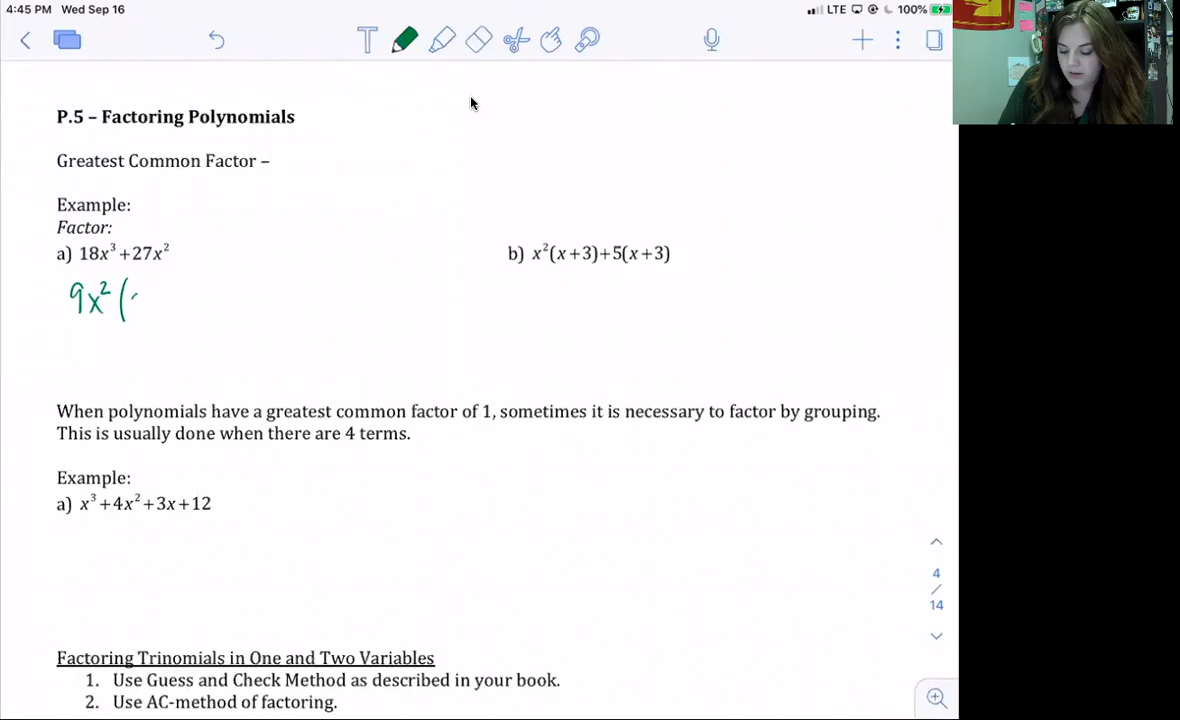 4:45 PM Wed Sep 16
LTE 100%
T
P.5 – Factoring Polynomials
Greatest Common Factor –
Example:
Factor:
a) 18x³ + 27x²
b) x²(x + 3) + 5(x + 3)
9x² (
When polynomials have a greatest common factor of 1, sometimes it is necessary to factor by grouping.
This is usually done when there are 4 terms.
Example:
a) x³ + 4x² + 3x + 12
4
/
14
Factoring Trinomials in One and Two Variables
1. Use Guess and Check Method as described in your book.
2. Use AC-method of factoring.